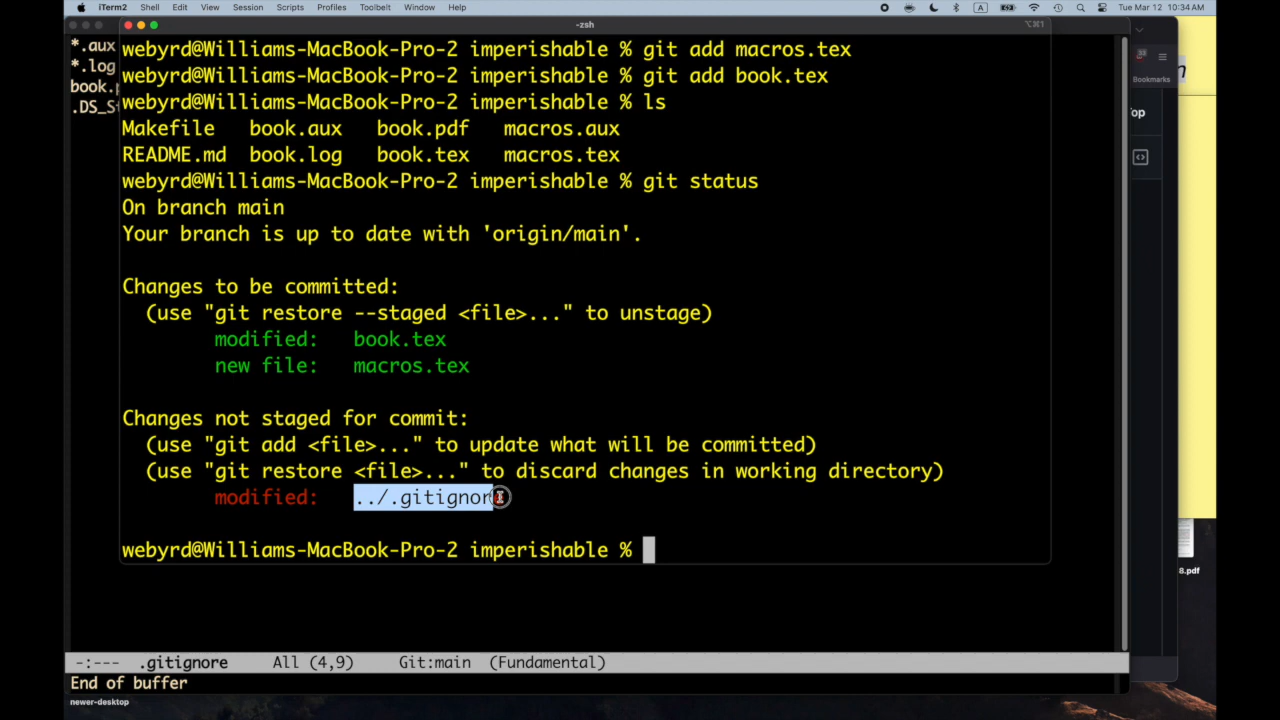 iTerm2 Shell Edit View Session Scripts Profiles Toolbelt Window Help
A
Tue Mar 12 10:34 AM
-zsh
⌥⌘1
*.aux
*.log
book.p
.DS_St
webyrd@Williams-MacBook-Pro-2 imperishable % git add macros.tex
webyrd@Williams-MacBook-Pro-2 imperishable % git add book.tex
webyrd@Williams-MacBook-Pro-2 imperishable % ls
Makefile book.aux book.pdf macros.aux
README.md book.log book.tex macros.tex
webyrd@Williams-MacBook-Pro-2 imperishable % git status
On branch main
Your branch is up to date with 'origin/main'.
Changes to be committed:
(use "git restore --staged <file>..." to unstage)
modified: book.tex
new file: macros.tex
Changes not staged for commit:
(use "git add <file>..." to update what will be committed)
(use "git restore <file>..." to discard changes in working directory)
modified: ../.gitignore
webyrd@Williams-MacBook-Pro-2 imperishable %
33
Bookmarks
n
op
8.pdf
-:--- .gitignore All (4,9) Git:main (Fundamental)
End of buffer
newer-desktop